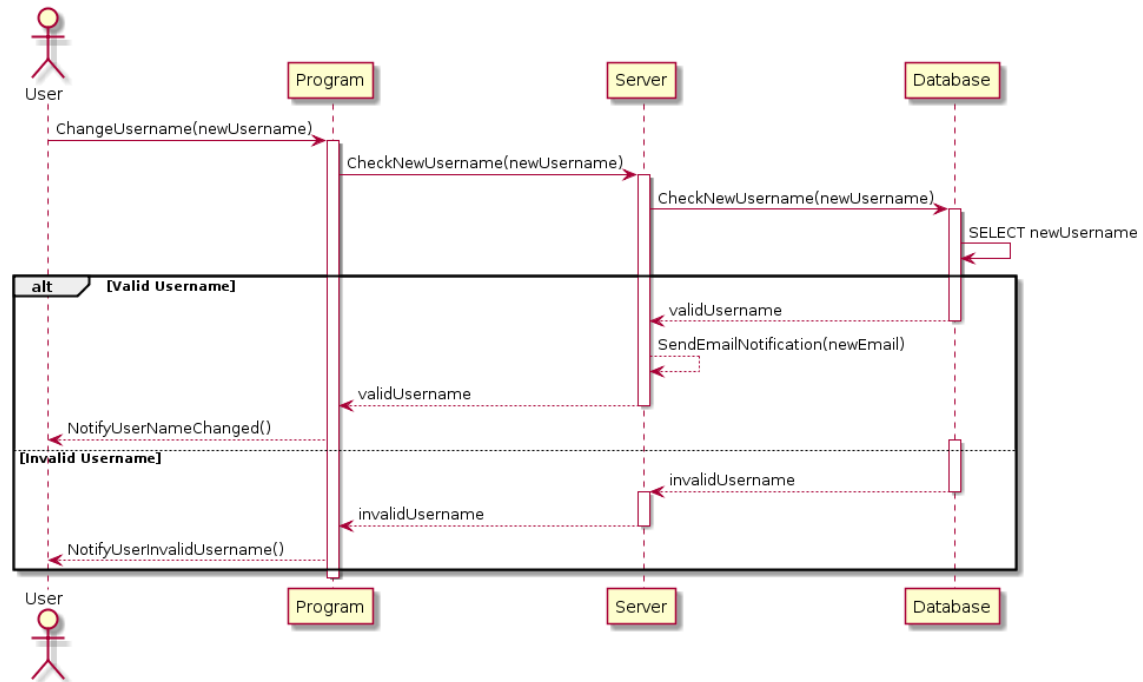 User
Program
Server
Database
ChangeUsername(newUsername)
CheckNewUsername(newUsername)
CheckNewUsername(newUsername)
SELECT newUsername
alt
[Valid Username]
validUsername
SendEmailNotification(newEmail)
validUsername
NotifyUserNameChanged()
[Invalid Username]
invalidUsername
invalidUsername
NotifyUserInvalidUsername()
User
Program
Server
Database